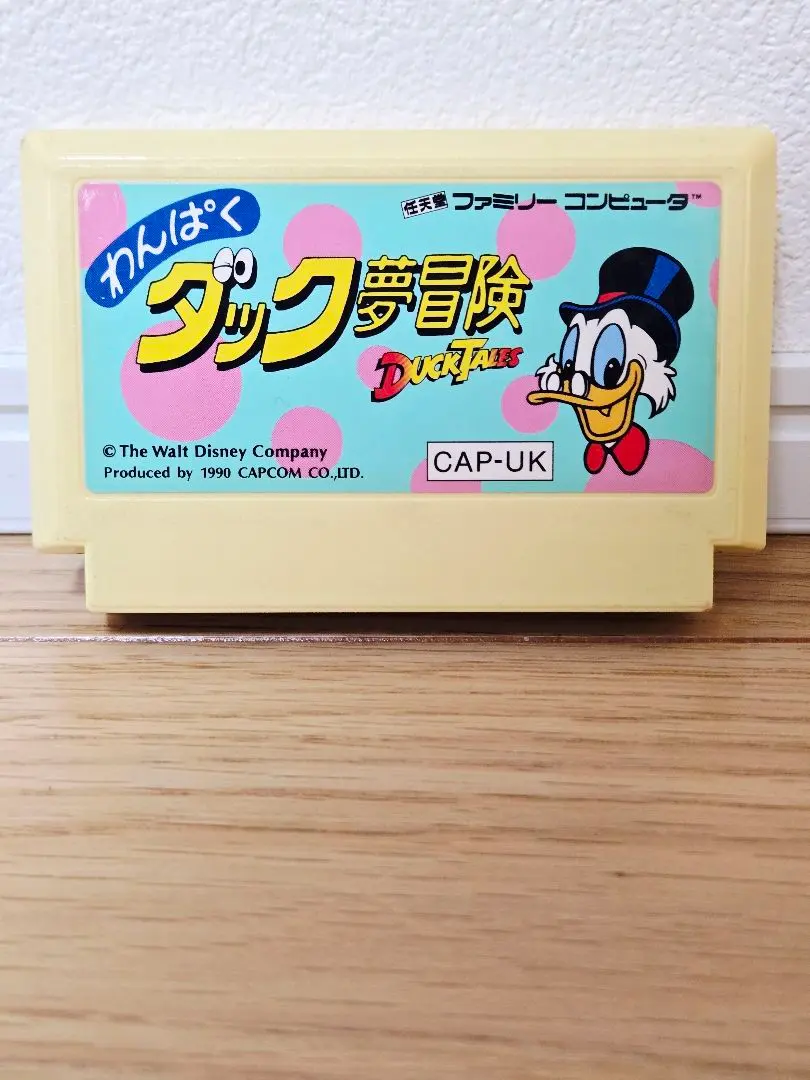 任天堂 ファミリー コンピュータ™
わんぱく
ダック夢冒険
DUCKTALES
© The Walt Disney Company
Produced by 1990 CAPCOM CO.,LTD.
CAP-UK